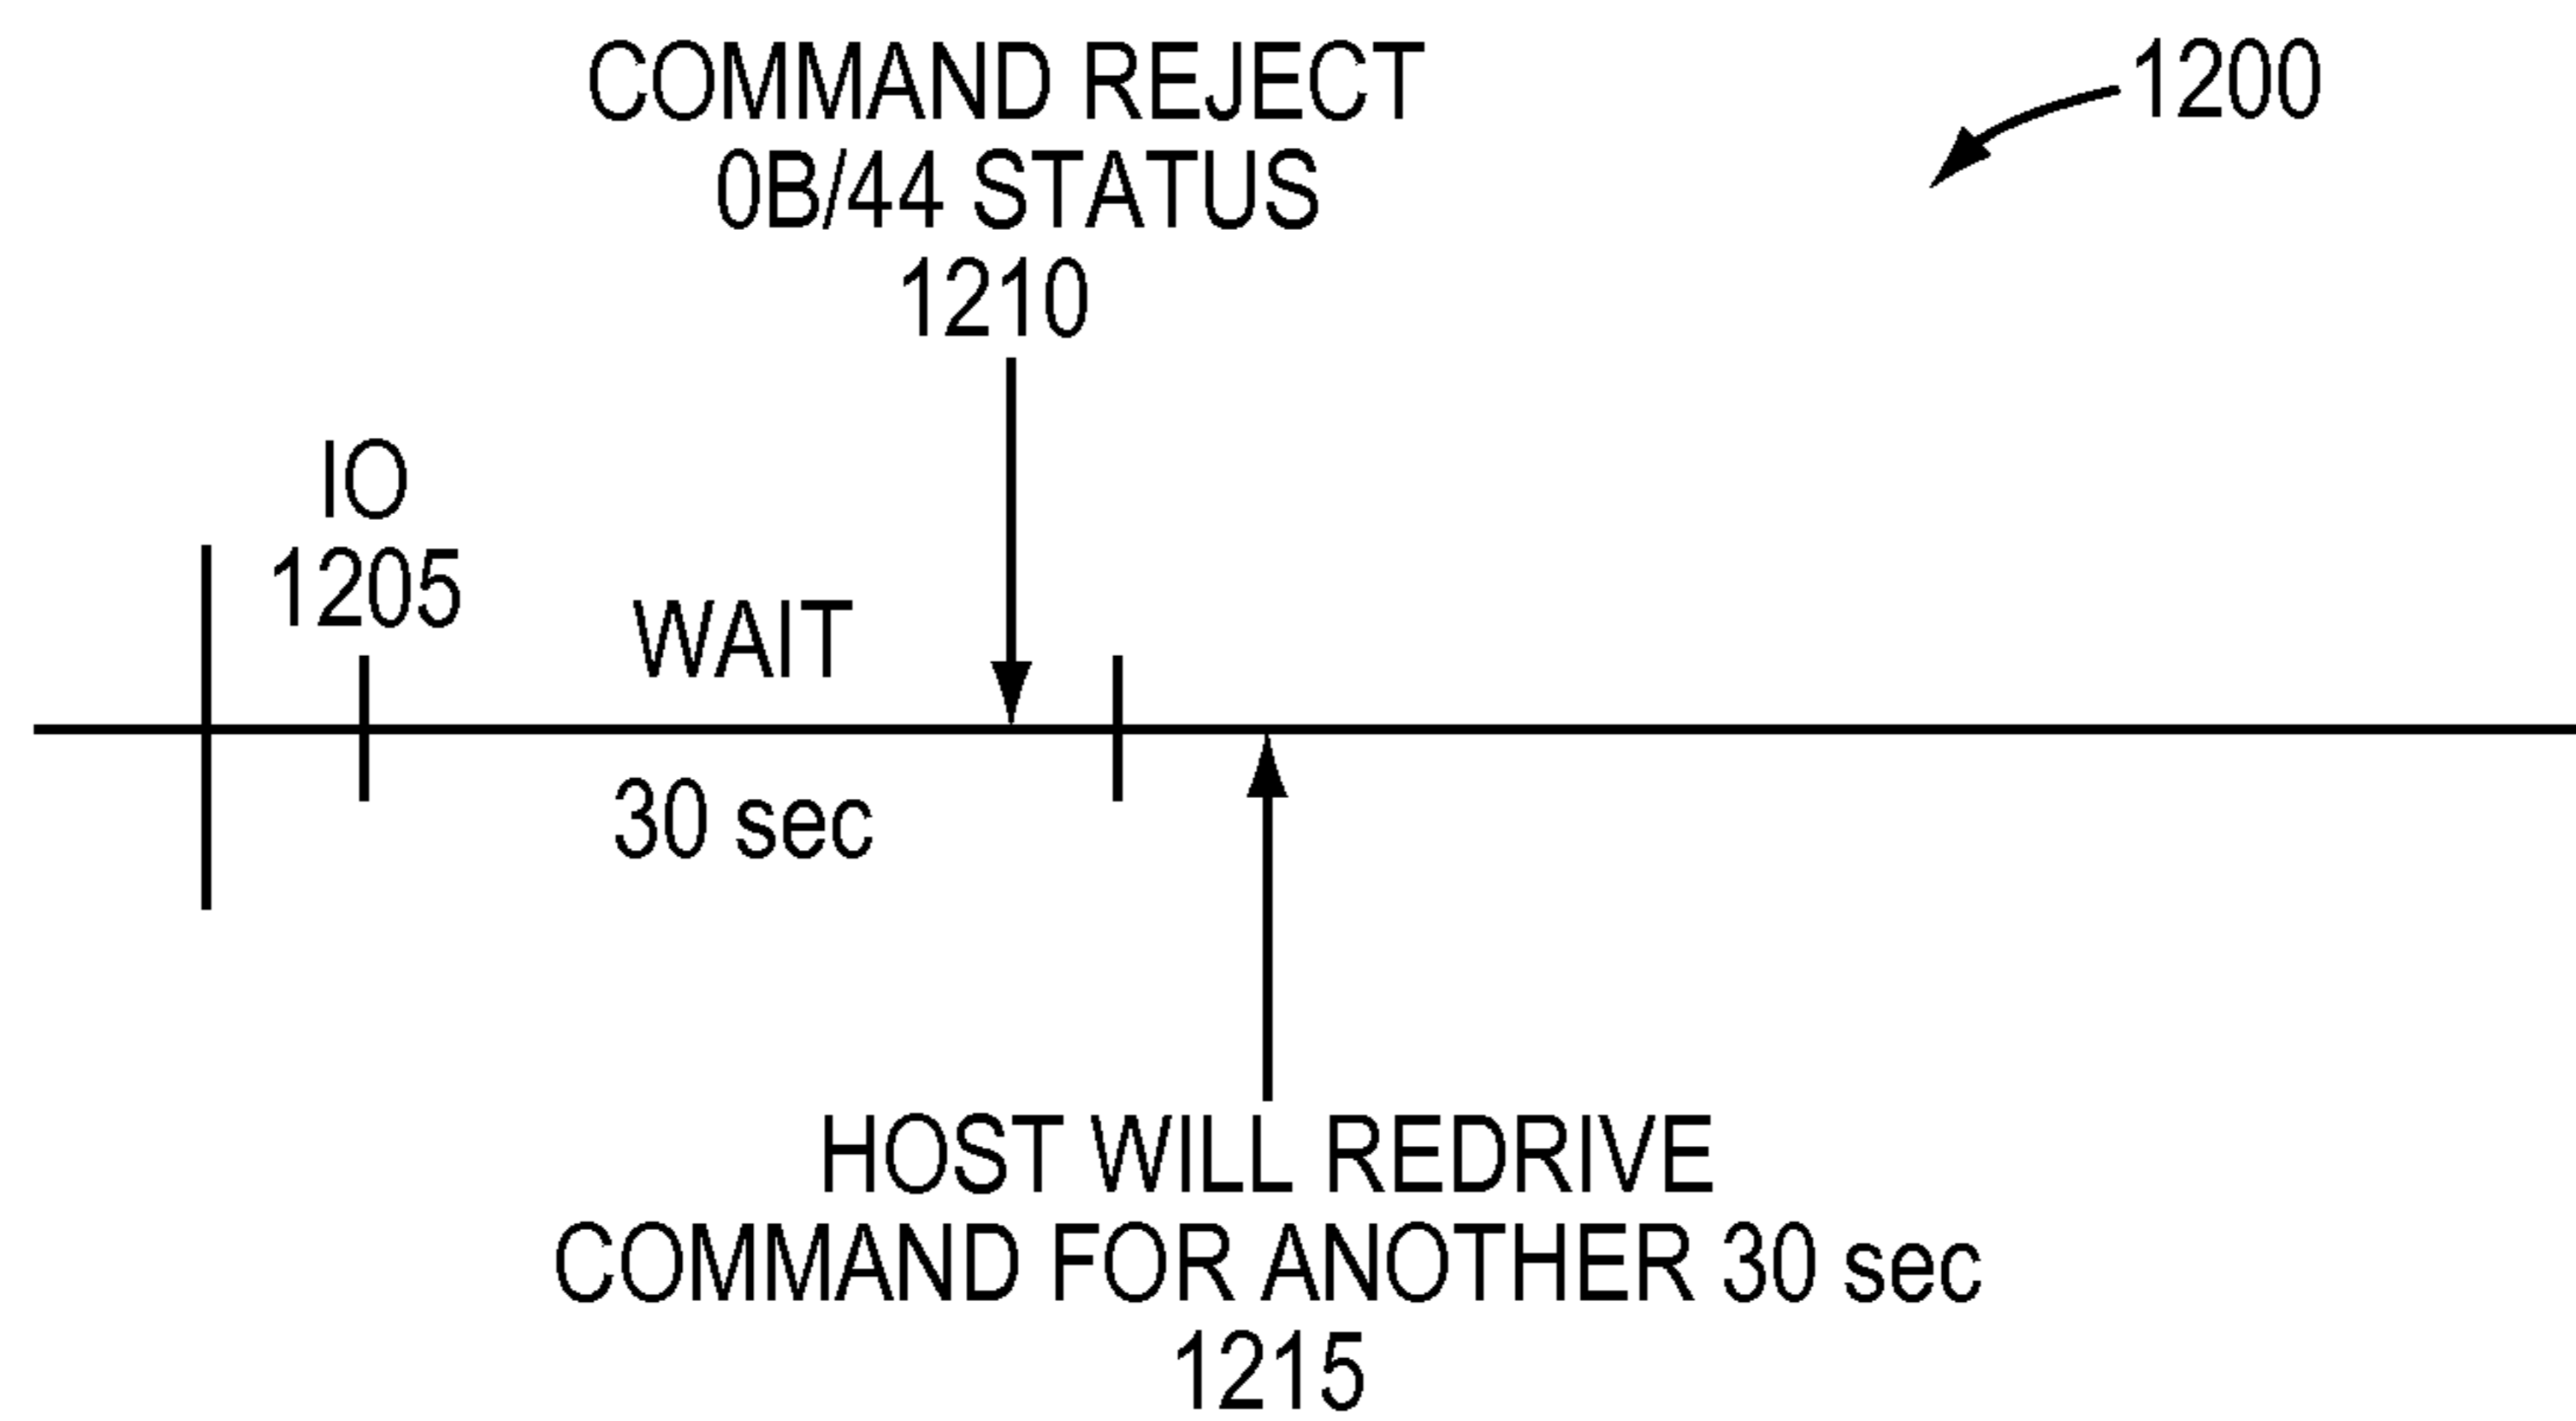 COMMAND REJECT
0B/44 STATUS
1210
1200
IO
1205
WAIT
30 sec
HOST WILL REDRIVE
COMMAND FOR ANOTHER 30 sec
1215